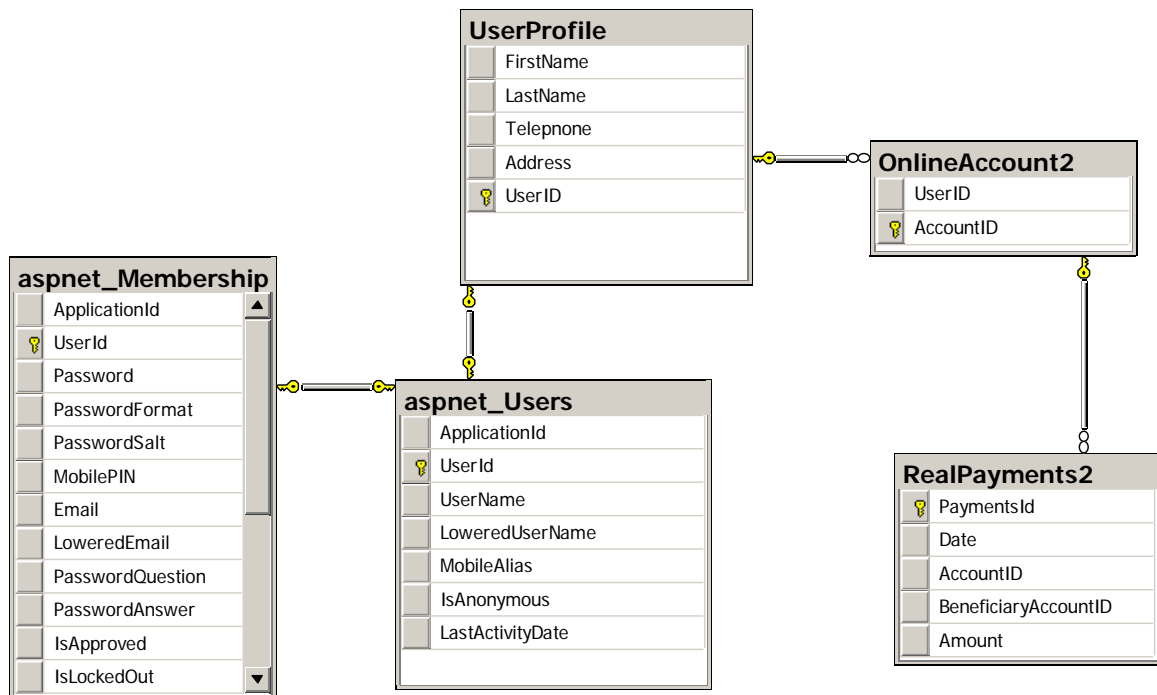 UserProfile
FirstName
LastName
Telepnone
Address
UserID
OnlineAccount2
UserID
AccountID
aspnet_Membership
ApplicationId
UserId
Password
PasswordFormat
PasswordSalt
MobilePIN
Email
LoweredEmail
PasswordQuestion
PasswordAnswer
IsApproved
IsLockedOut
aspnet_Users
ApplicationId
UserId
UserName
LoweredUserName
MobileAlias
IsAnonymous
LastActivityDate
RealPayments2
PaymentsId
Date
AccountID
BeneficiaryAccountID
Amount